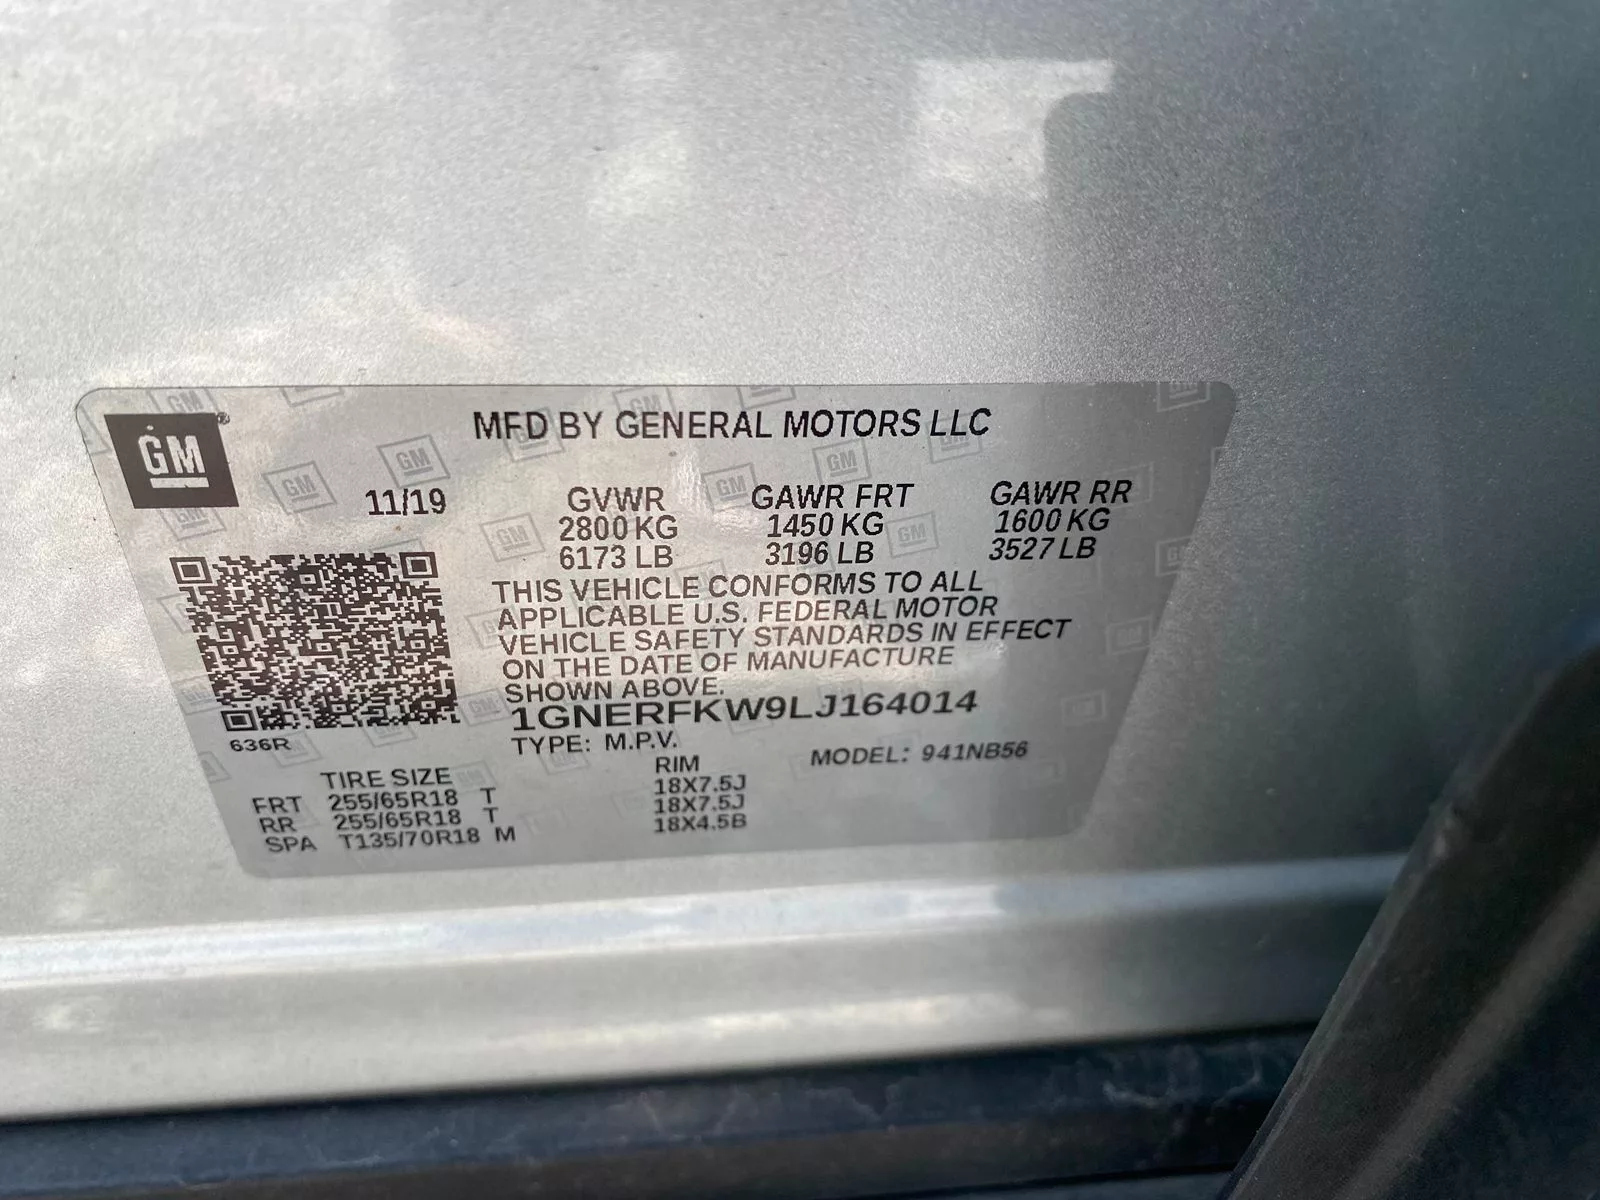 GM
MFD BY GENERAL MOTORS LLC
11/19 GVWR GAWR FRT GAWR RR
2800 KG 1450 KG 1600 KG
6173 LB 3196 LB 3527 LB
THIS VEHICLE CONFORMS TO ALL
APPLICABLE U.S. FEDERAL MOTOR
VEHICLE SAFETY STANDARDS IN EFFECT
ON THE DATE OF MANUFACTURE
SHOWN ABOVE.
1GNERFKW9LJ164014
636R
TYPE: M.P.V. MODEL: 941NB56
TIRE SIZE RIM
FRT 255/65R18 T 18X7.5J
RR 255/65R18 T 18X7.5J
SPA T135/70R18 M 18X4.5B